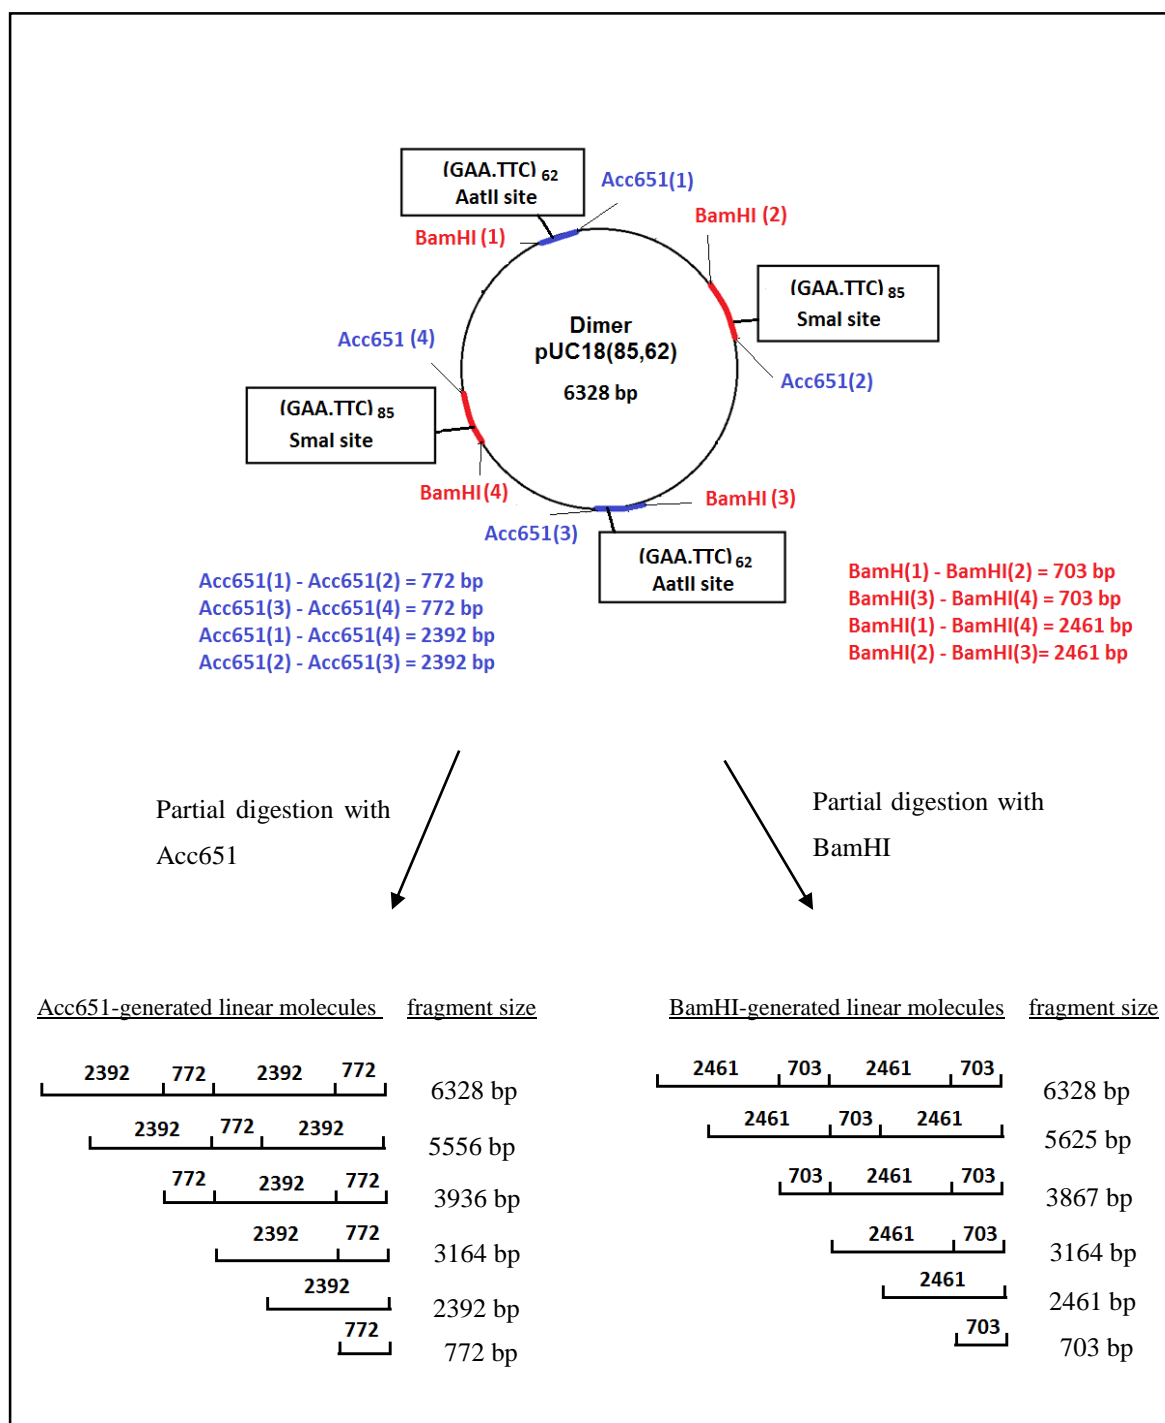 (GAA.TTC) 62
AatII site
Acc651(1)
BamHI (2)
BamHI (1)
(GAA.TTC) 85
SmaI site
Dimer
pUC18(85,62)
6328 bp
Acc651 (4)
Acc651(2)
(GAA.TTC) 85
SmaI site
BamHI(4)
BamHI (3)
Acc651(3)
(GAA.TTC) 62
AatII site
Acc651(1) - Acc651(2) = 772 bp
Acc651(3) - Acc651(4) = 772 bp
Acc651(1) - Acc651(4) = 2392 bp
Acc651(2) - Acc651(3) = 2392 bp
BamH(1) - BamHI(2) = 703 bp
BamHI(3) - BamHI(4) = 703 bp
BamHI(1) - BamHI(4) = 2461 bp
BamHI(2) - BamHI(3)= 2461 bp
Partial digestion with
Acc651
Partial digestion with
BamHI
Acc651-generated linear molecules fragment size
2392 772 2392 772 6328 bp
2392 772 2392 5556 bp
772 2392 772 3936 bp
2392 772 3164 bp
2392 2392 bp
772 772 bp
BamHI-generated linear molecules fragment size
2461 703 2461 703 6328 bp
2461 703 2461 5625 bp
703 2461 703 3867 bp
2461 703 3164 bp
2461 2461 bp
703 703 bp